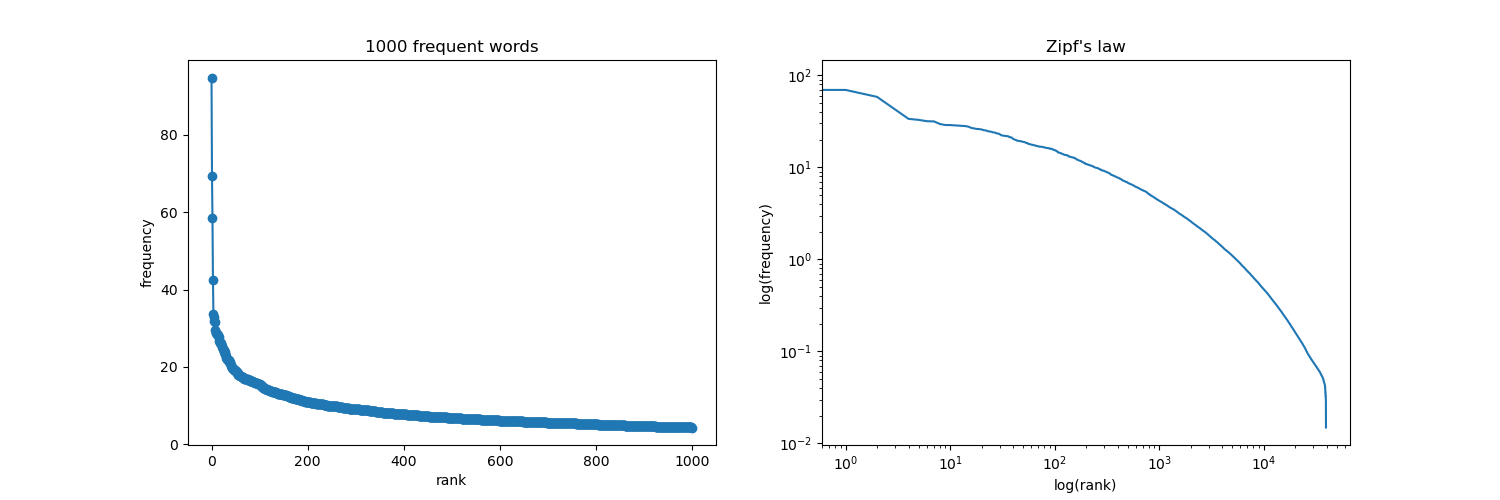 1000 frequent words
frequency
80
60
40
20
0
0 200 400 600 800 1000
rank
Zipf's law
log(frequency)
10²
10¹
10⁰
10⁻¹
10⁻²
10⁰ 10¹ 10² 10³ 10⁴
log(rank)